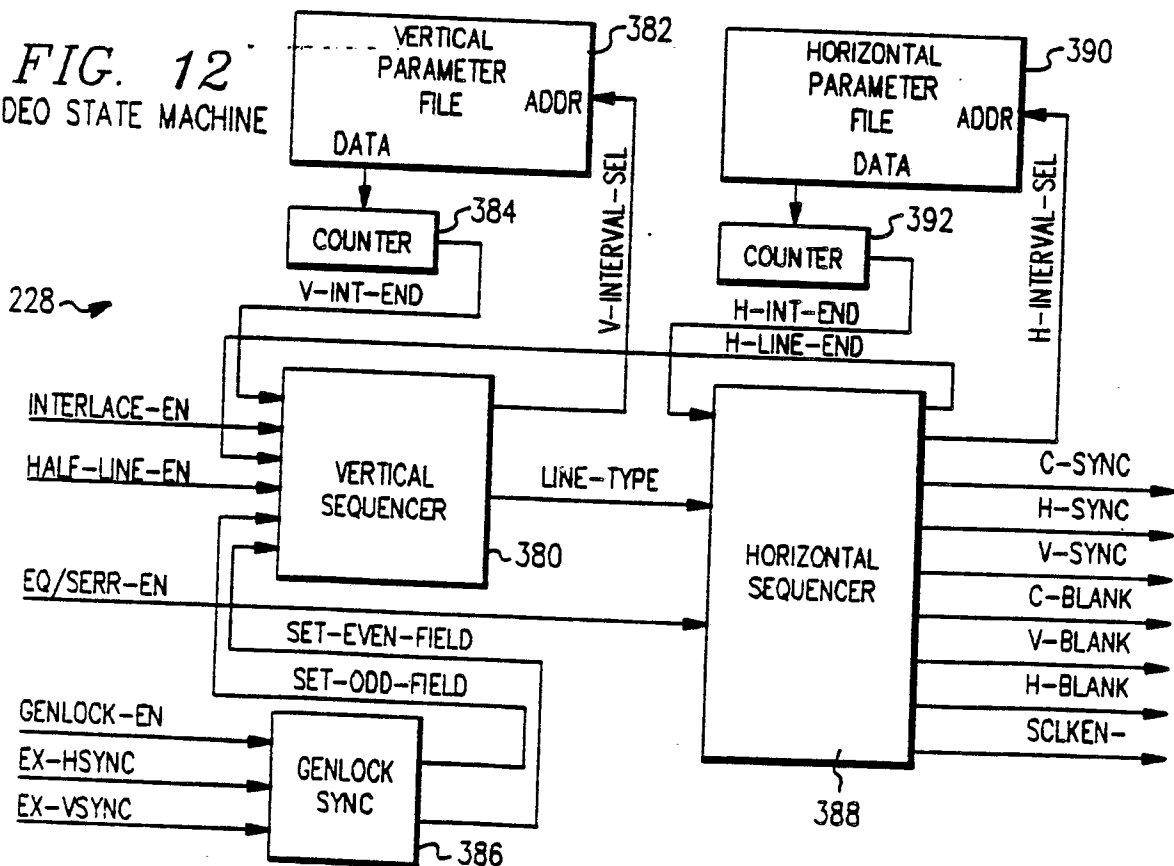 FIG. 12
DEO STATE MACHINE
VERTICAL
PARAMETER
FILE
ADDR
DATA
382
HORIZONTAL
PARAMETER
FILE
ADDR
DATA
390
COUNTER
384
COUNTER
392
V-INT-END
V-INTERVAL-SEL
H-INT-END
H-LINE-END
H-INTERVAL-SEL
228
INTERLACE-EN
HALF-LINE-EN
VERTICAL
SEQUENCER
380
LINE-TYPE
HORIZONTAL
SEQUENCER
388
C-SYNC
H-SYNC
V-SYNC
C-BLANK
V-BLANK
H-BLANK
SCLKEN-
EQ/SERR-EN
SET-EVEN-FIELD
SET-ODD-FIELD
GENLOCK-EN
EX-HSYNC
EX-VSYNC
GENLOCK
SYNC
386